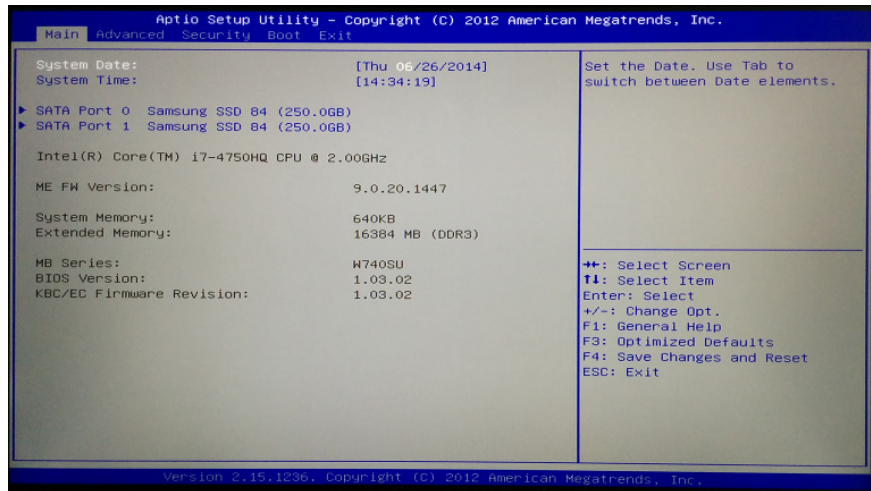 Aptio Setup Utility – Copyright (C) 2012 American Megatrends, Inc.
Main Advanced Security Boot Exit
System Date: [Thu 06/26/2014]
System Time: [14:34:19]
SATA Port 0 Samsung SSD 84 (250.0GB)
SATA Port 1 Samsung SSD 84 (250.0GB)
Intel(R) Core(TM) i7-4750HQ CPU @ 2.00GHz
ME FW Version: 9.0.20.1447
System Memory: 640KB
Extended Memory: 16384 MB (DDR3)
MB Series: W740SU
BIOS Version: 1.03.02
KBC/EC Firmware Revision: 1.03.02
Set the Date. Use Tab to
switch between Date elements.
→←: Select Screen
↑↓: Select Item
Enter: Select
+/-: Change Opt.
F1: General Help
F3: Optimized Defaults
F4: Save Changes and Reset
ESC: Exit
Version 2.15.1236. Copyright (C) 2012 American Megatrends, Inc.